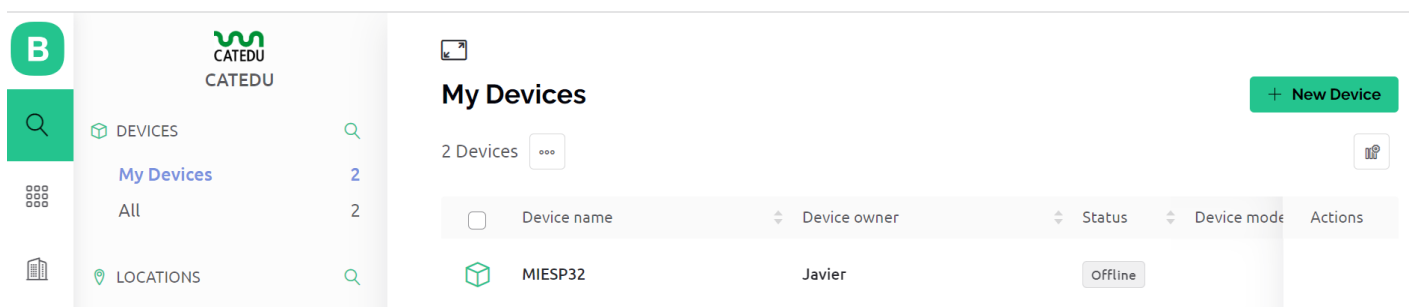 B
CATEDU
CATEDU
DEVICES
My Devices 2
All 2
LOCATIONS
My Devices
+ New Device
2 Devices
Device name Device owner Status Device mode Actions
MIESP32 Javier Offline